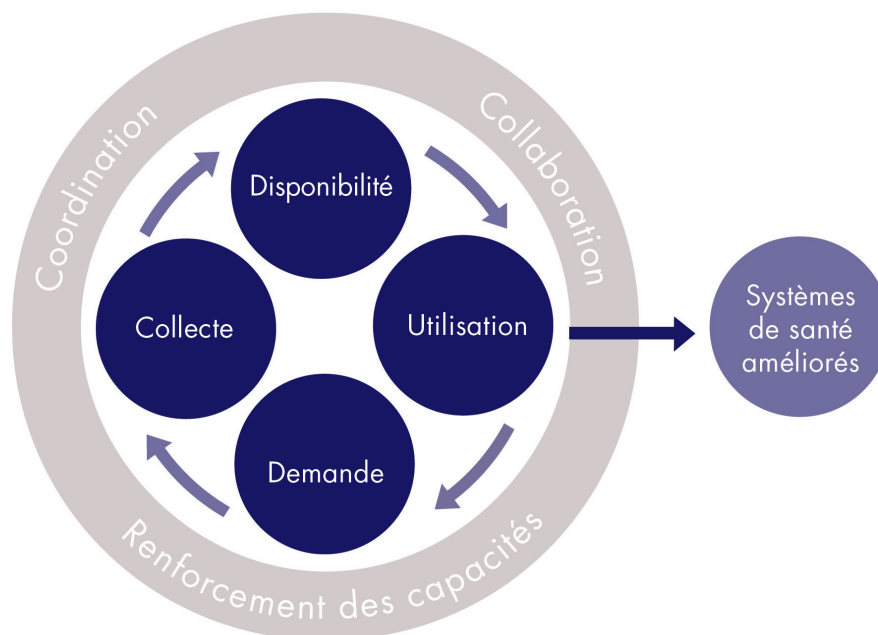 Coordination
Collaboration
Disponibilité
Collecte
Utilisation
Demande
Renforcement des capacités
Systèmes
de santé
améliorés